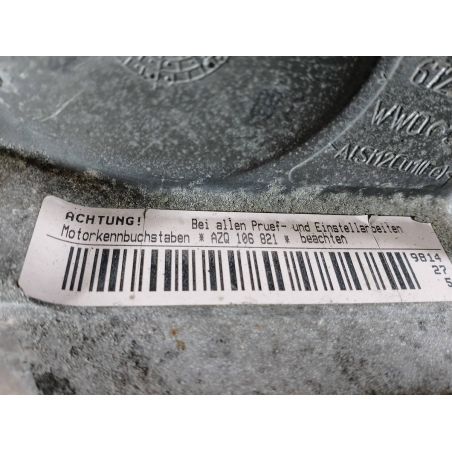 ACHTUNG! Bei allen Pruef- und Einstellarbeiten
Motorkennbuchstaben * AZQ 106 821 * beachten
9814
27
5